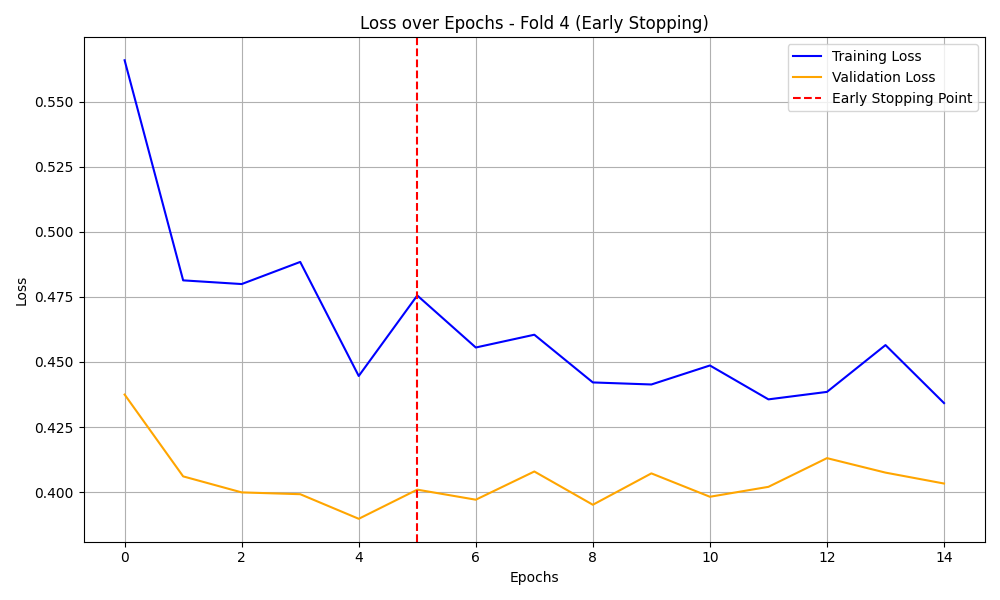 Loss over Epochs - Fold 4 (Early Stopping)
Training Loss
Validation Loss
Early Stopping Point
0.550
0.525
0.500
0.475
0.450
0.425
0.400
Loss
0 2 4 6 8 10 12 14
Epochs